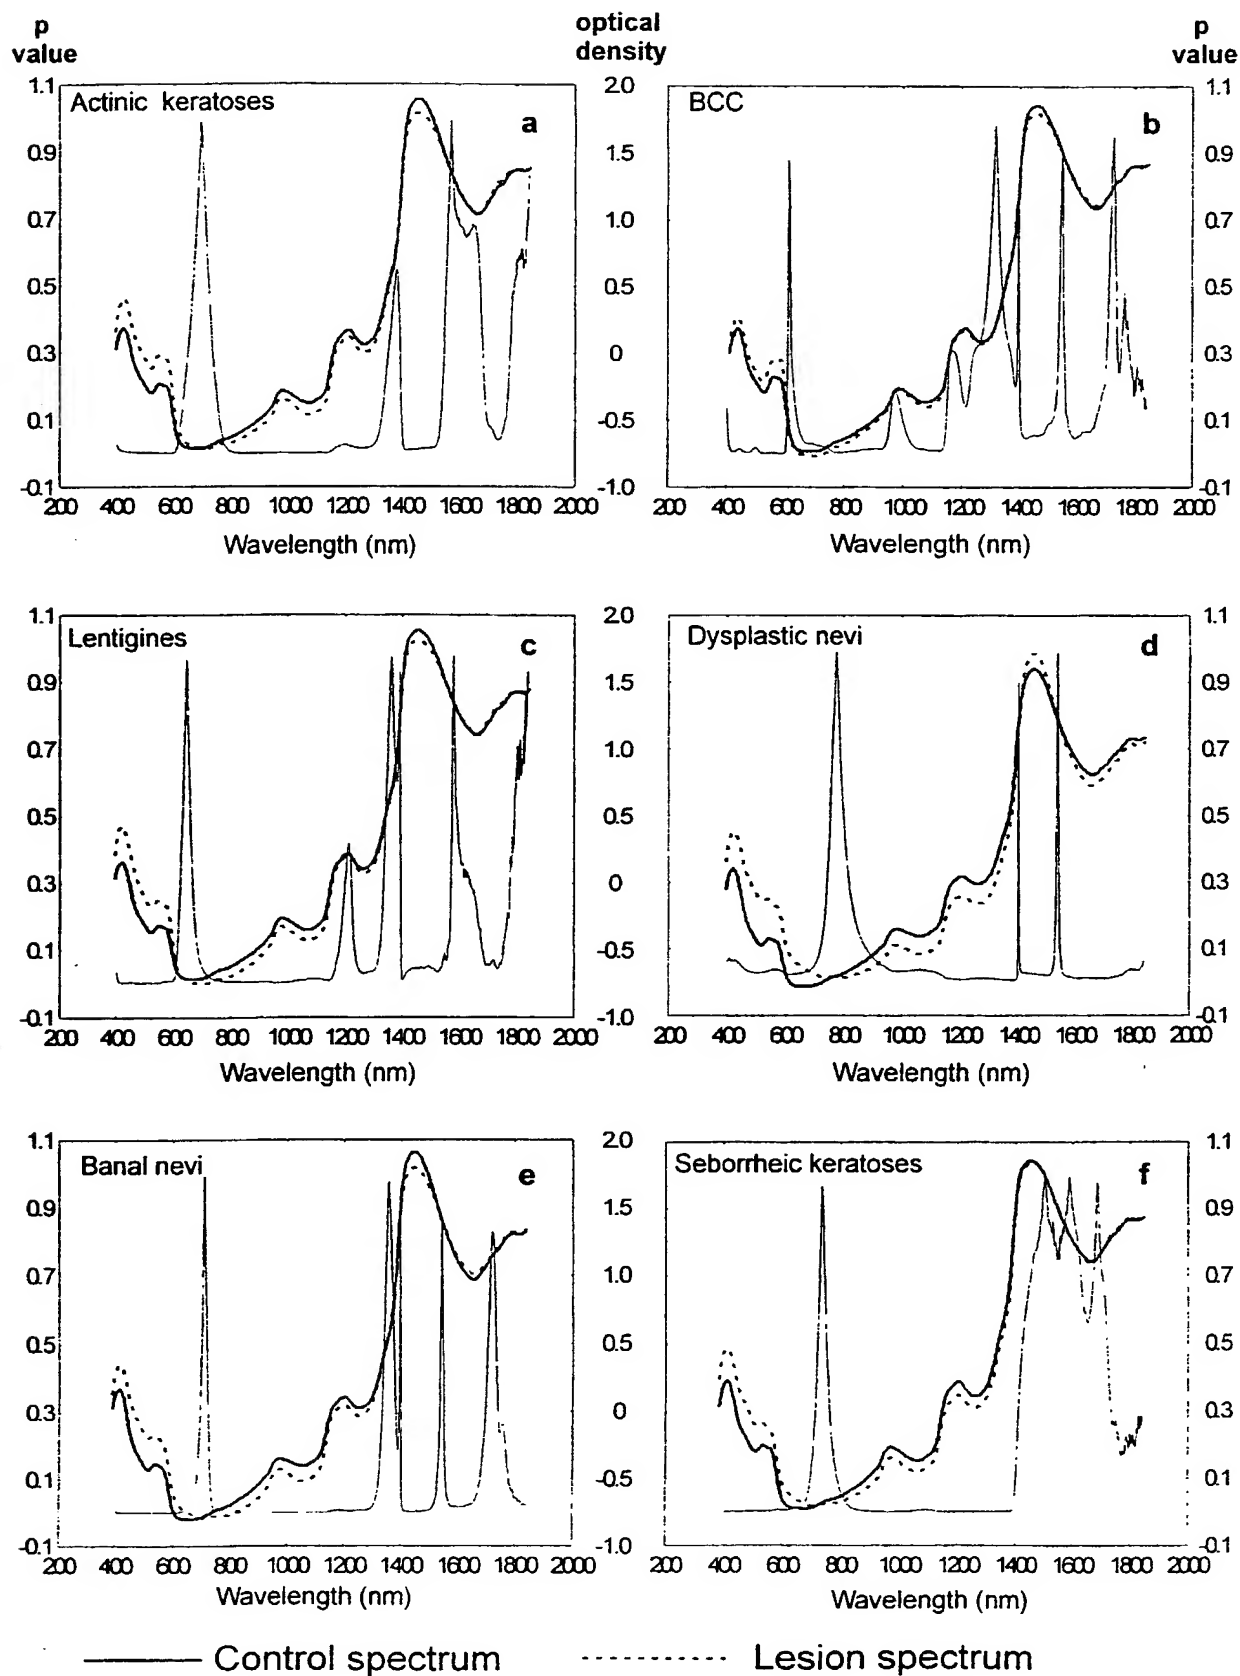 p value
optical density
p value
Actinic keratoses
a
BCC
b
1.1
0.9
0.7
0.5
0.3
0.1
-0.1
2.0
1.5
1.0
0.5
0
-0.5
-1.0
1.1
0.9
0.7
0.5
0.3
0.1
-0.1
200 400 600 800 1000 1200 1400 1600 1800 2000
200 400 600 800 1000 1200 1400 1600 1800 2000
Wavelength (nm)
Wavelength (nm)
Lentigines
c
Dysplastic nevi
d
1.1
0.9
0.7
0.5
0.3
0.1
-0.1
2.0
1.5
1.0
0.5
0
-0.5
-1.0
1.1
0.9
0.7
0.5
0.3
0.1
-0.1
200 400 600 800 1000 1200 1400 1600 1800 2000
200 400 600 800 1000 1200 1400 1600 1800 2000
Wavelength (nm)
Wavelength (nm)
Banal nevi
e
Seborrheic keratoses
f
1.1
0.9
0.7
0.5
0.3
0.1
-0.1
2.0
1.5
1.0
0.5
0
-0.5
-1.0
1.1
0.9
0.7
0.5
0.3
0.1
-0.1
200 400 600 800 1000 1200 1400 1600 1800 2000
200 400 600 800 1000 1200 1400 1600 1800 2000
Wavelength (nm)
Wavelength (nm)
Control spectrum
Lesion spectrum